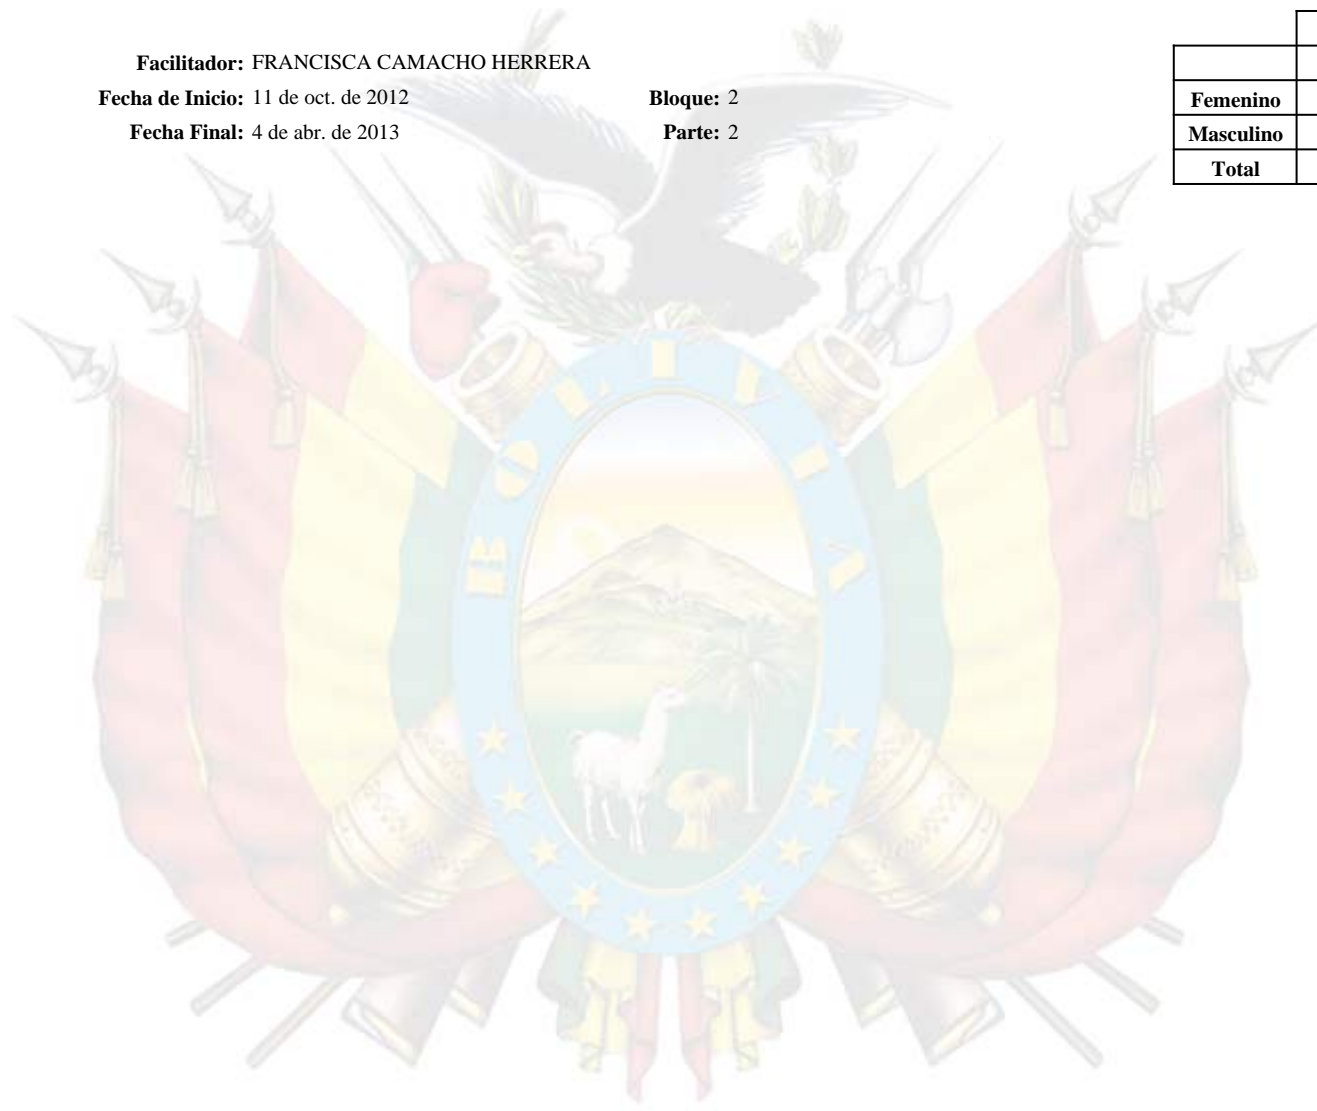 Facilitador: FRANCISCA CAMACHO HERRERA
Fecha de Inicio: 11 de oct. de 2012 Bloque: 2
Fecha Final: 4 de abr. de 2013 Parte: 2
Femenino
Masculino
Total
BOLIVIA